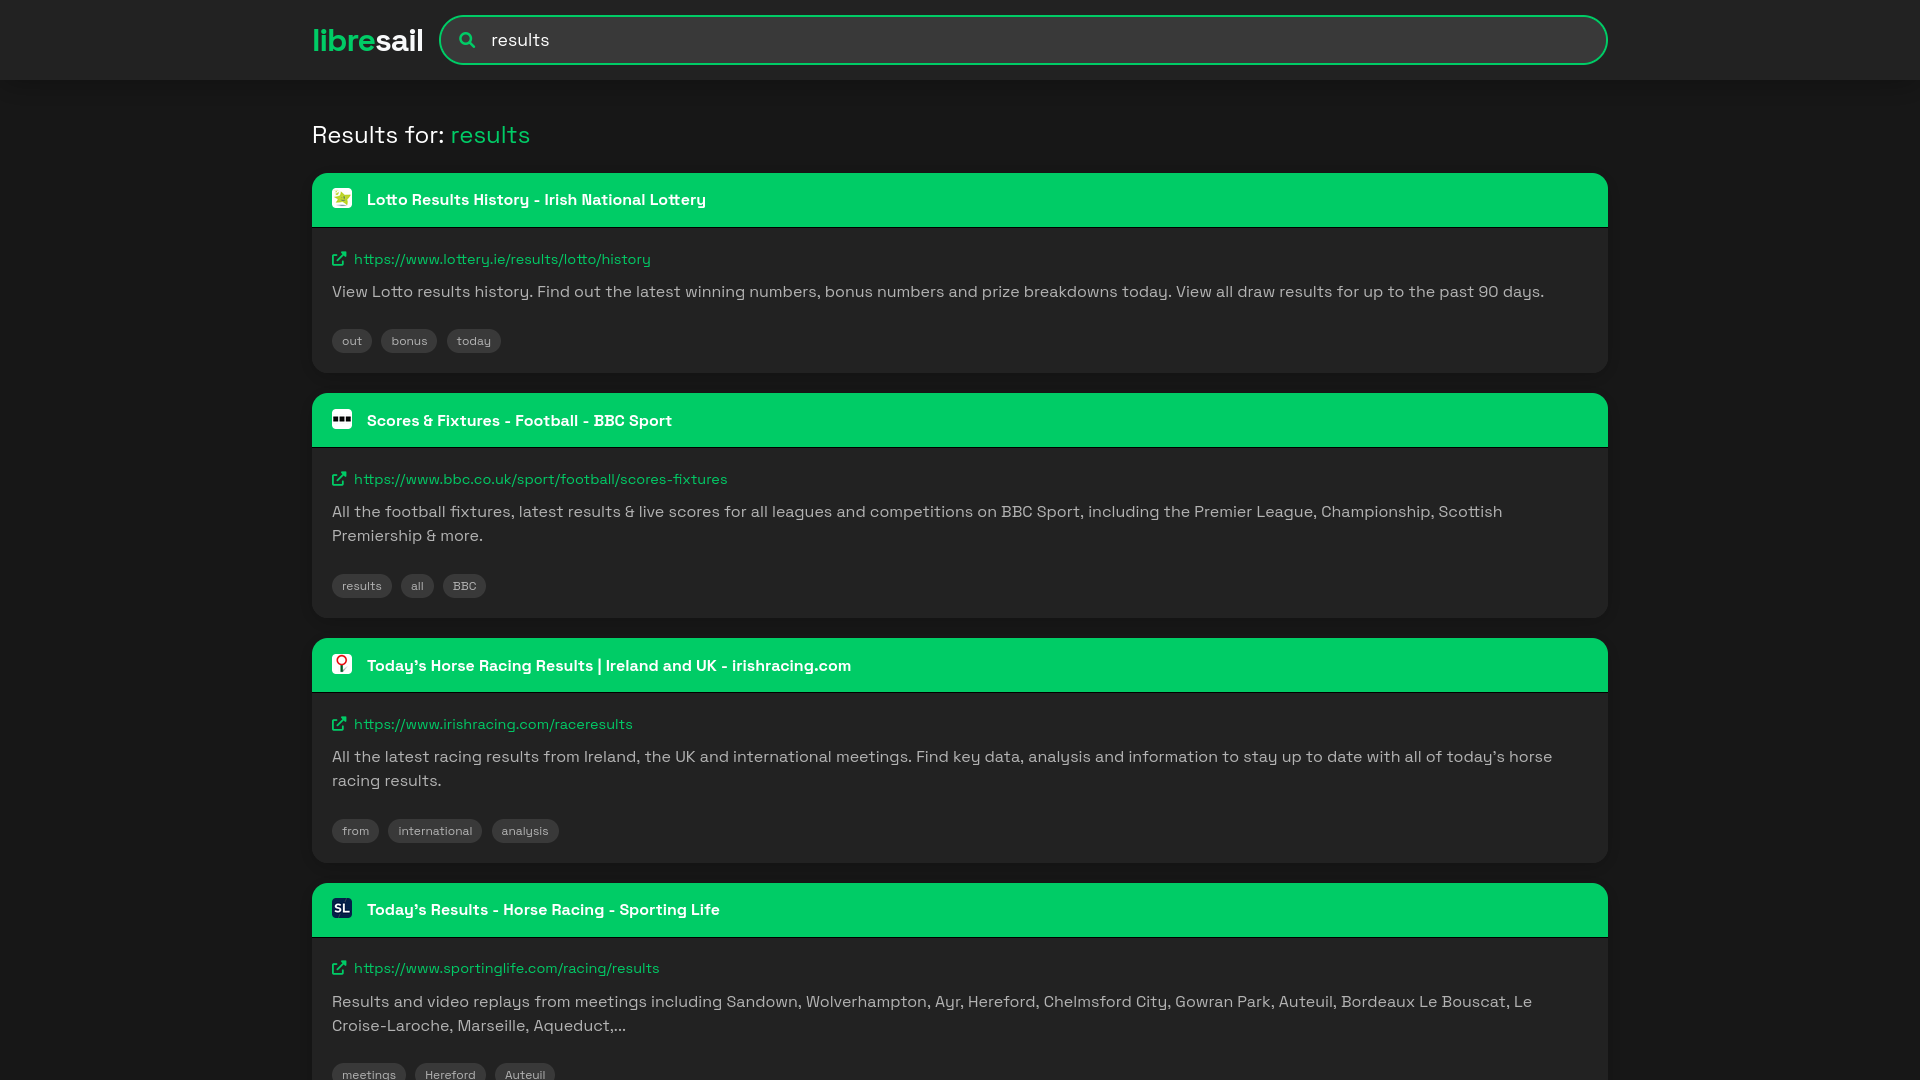 libresail
results
Results for: results
Lotto Results History - Irish National Lottery
https://www.lottery.ie/results/lotto/history
View Lotto results history. Find out the latest winning numbers, bonus numbers and prize breakdowns today. View all draw results for up to the past 90 days.
out bonus today
Scores & Fixtures - Football - BBC Sport
https://www.bbc.co.uk/sport/football/scores-fixtures
All the football fixtures, latest results & live scores for all leagues and competitions on BBC Sport, including the Premier League, Championship, Scottish
Premiership & more.
results all BBC
Today's Horse Racing Results | Ireland and UK - irishracing.com
https://www.irishracing.com/raceresults
All the latest racing results from Ireland, the UK and international meetings. Find key data, analysis and information to stay up to date with all of today's horse
racing results.
from international analysis
SL Today's Results - Horse Racing - Sporting Life
https://www.sportinglife.com/racing/results
Results and video replays from meetings including Sandown, Wolverhampton, Ayr, Hereford, Chelmsford City, Gowran Park, Auteuil, Bordeaux Le Bouscat, Le
Croise-Laroche, Marseille, Aqueduct,...
meetings Hereford Auteuil